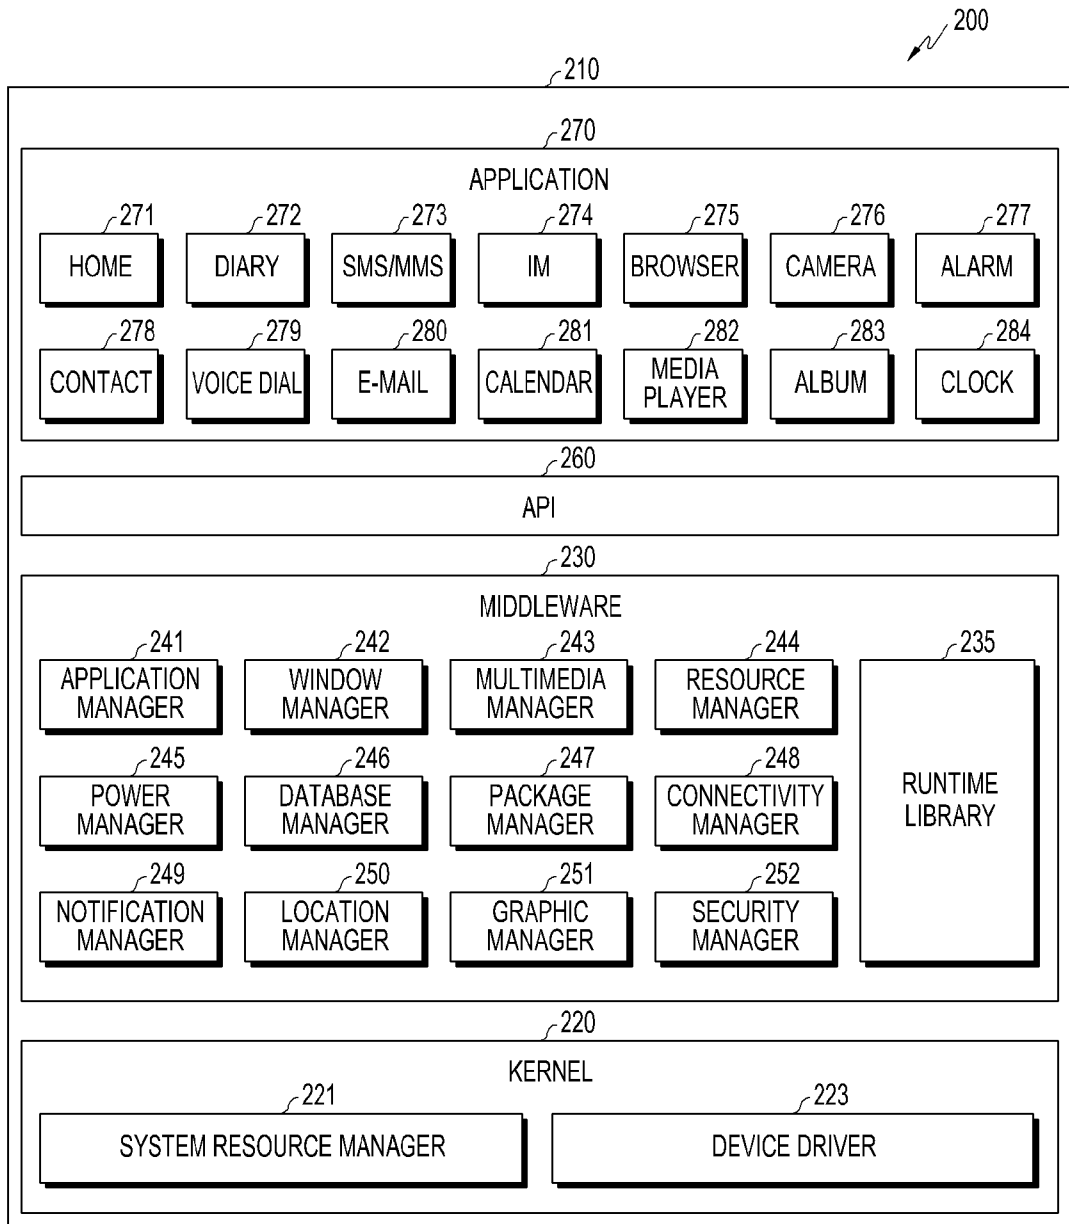 200
210
270
APPLICATION
271 272 273 274 275 276 277
HOME DIARY SMS/MMS IM BROWSER CAMERA ALARM
278 279 280 281 282 283 284
CONTACT VOICE DIAL E-MAIL CALENDAR MEDIA PLAYER ALBUM CLOCK
260
API
230
MIDDLEWARE
241 242 243 244 235
APPLICATION MANAGER WINDOW MANAGER MULTIMEDIA MANAGER RESOURCE MANAGER
245 246 247 248
POWER MANAGER DATABASE MANAGER PACKAGE MANAGER CONNECTIVITY MANAGER RUNTIME LIBRARY
249 250 251 252
NOTIFICATION MANAGER LOCATION MANAGER GRAPHIC MANAGER SECURITY MANAGER
220
KERNEL
221 223
SYSTEM RESOURCE MANAGER DEVICE DRIVER